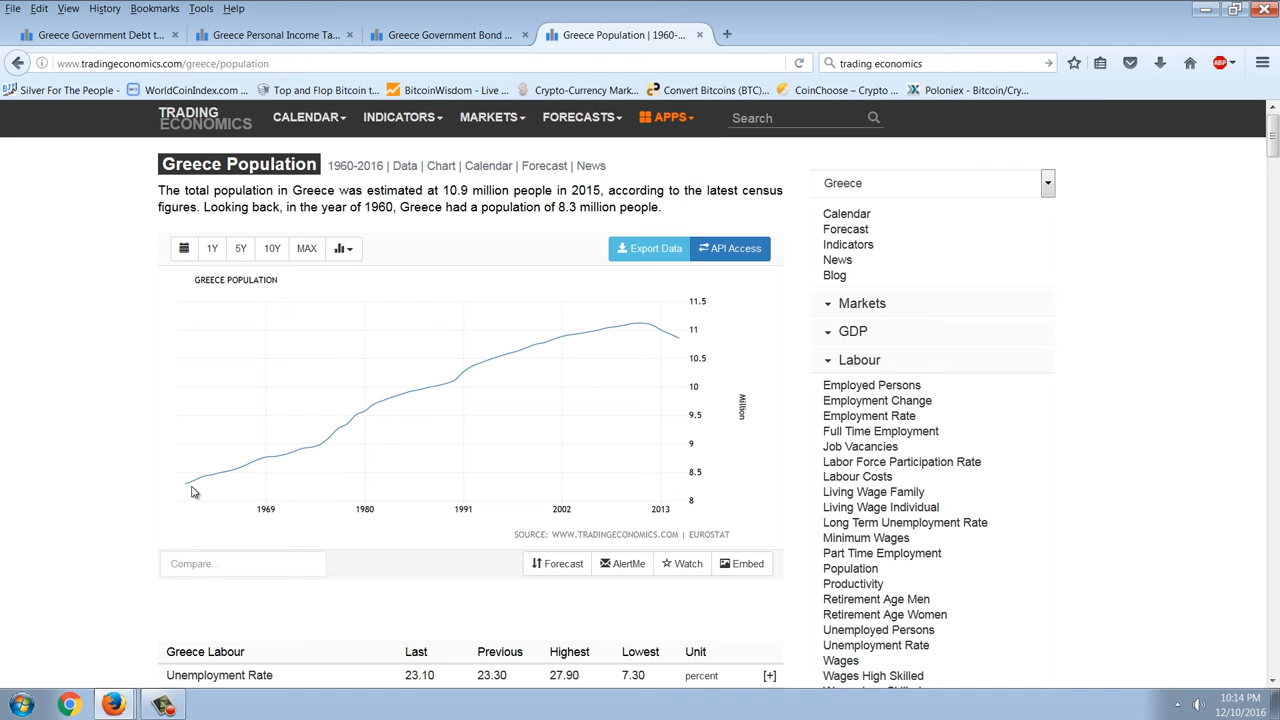 File Edit View History Bookmarks Tools Help
Greece Government Debt t... × Greece Personal Income Ta... × Greece Government Bond ... × Greece Population | 1960-... × +
www.tradingeconomics.com/greece/population trading economics ABP
Silver For The People - WorldCoinIndex.com ... Top and Flop Bitcoin t... BitcoinWisdom - Live ... Crypto-Currency Mark... Convert Bitcoins (BTC)... CoinChoose – Crypto ... Poloniex - Bitcoin/Cry...
TRADING
ECONOMICS
CALENDAR INDICATORS MARKETS FORECASTS APPS Search
Greece Population 1960-2016 | Data | Chart | Calendar | Forecast | News
The total population in Greece was estimated at 10.9 million people in 2015, according to the latest census
figures. Looking back, in the year of 1960, Greece had a population of 8.3 million people.
1Y 5Y 10Y MAX Export Data API Access
GREECE POPULATION
11.5
11
10.5
10
9.5
9
8.5
8
Million
1969 1980 1991 2002 2013
SOURCE: WWW.TRADINGECONOMICS.COM | EUROSTAT
Compare... Forecast AlertMe Watch Embed
Greece Labour Last Previous Highest Lowest Unit
Unemployment Rate 23.10 23.30 27.90 7.30 percent [+]
Greece
Calendar
Forecast
Indicators
News
Blog
Markets
GDP
Labour
Employed Persons
Employment Change
Employment Rate
Full Time Employment
Job Vacancies
Labor Force Participation Rate
Labour Costs
Living Wage Family
Living Wage Individual
Long Term Unemployment Rate
Minimum Wages
Part Time Employment
Population
Productivity
Retirement Age Men
Retirement Age Women
Unemployed Persons
Unemployment Rate
Wages
Wages High Skilled
10:14 PM
12/10/2016